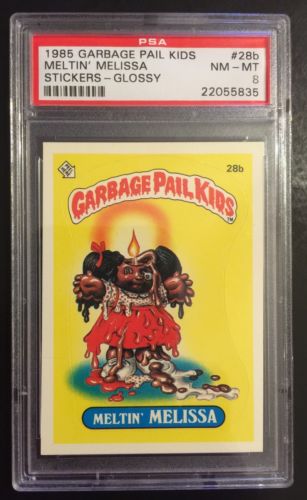 PSA
1985 GARBAGE PAIL KIDS #28b
MELTIN' MELISSA NM-MT
STICKERS-GLOSSY 8
22055835
28b
GARBAGE PAIL KIDS
TM
MELTIN' MELISSA